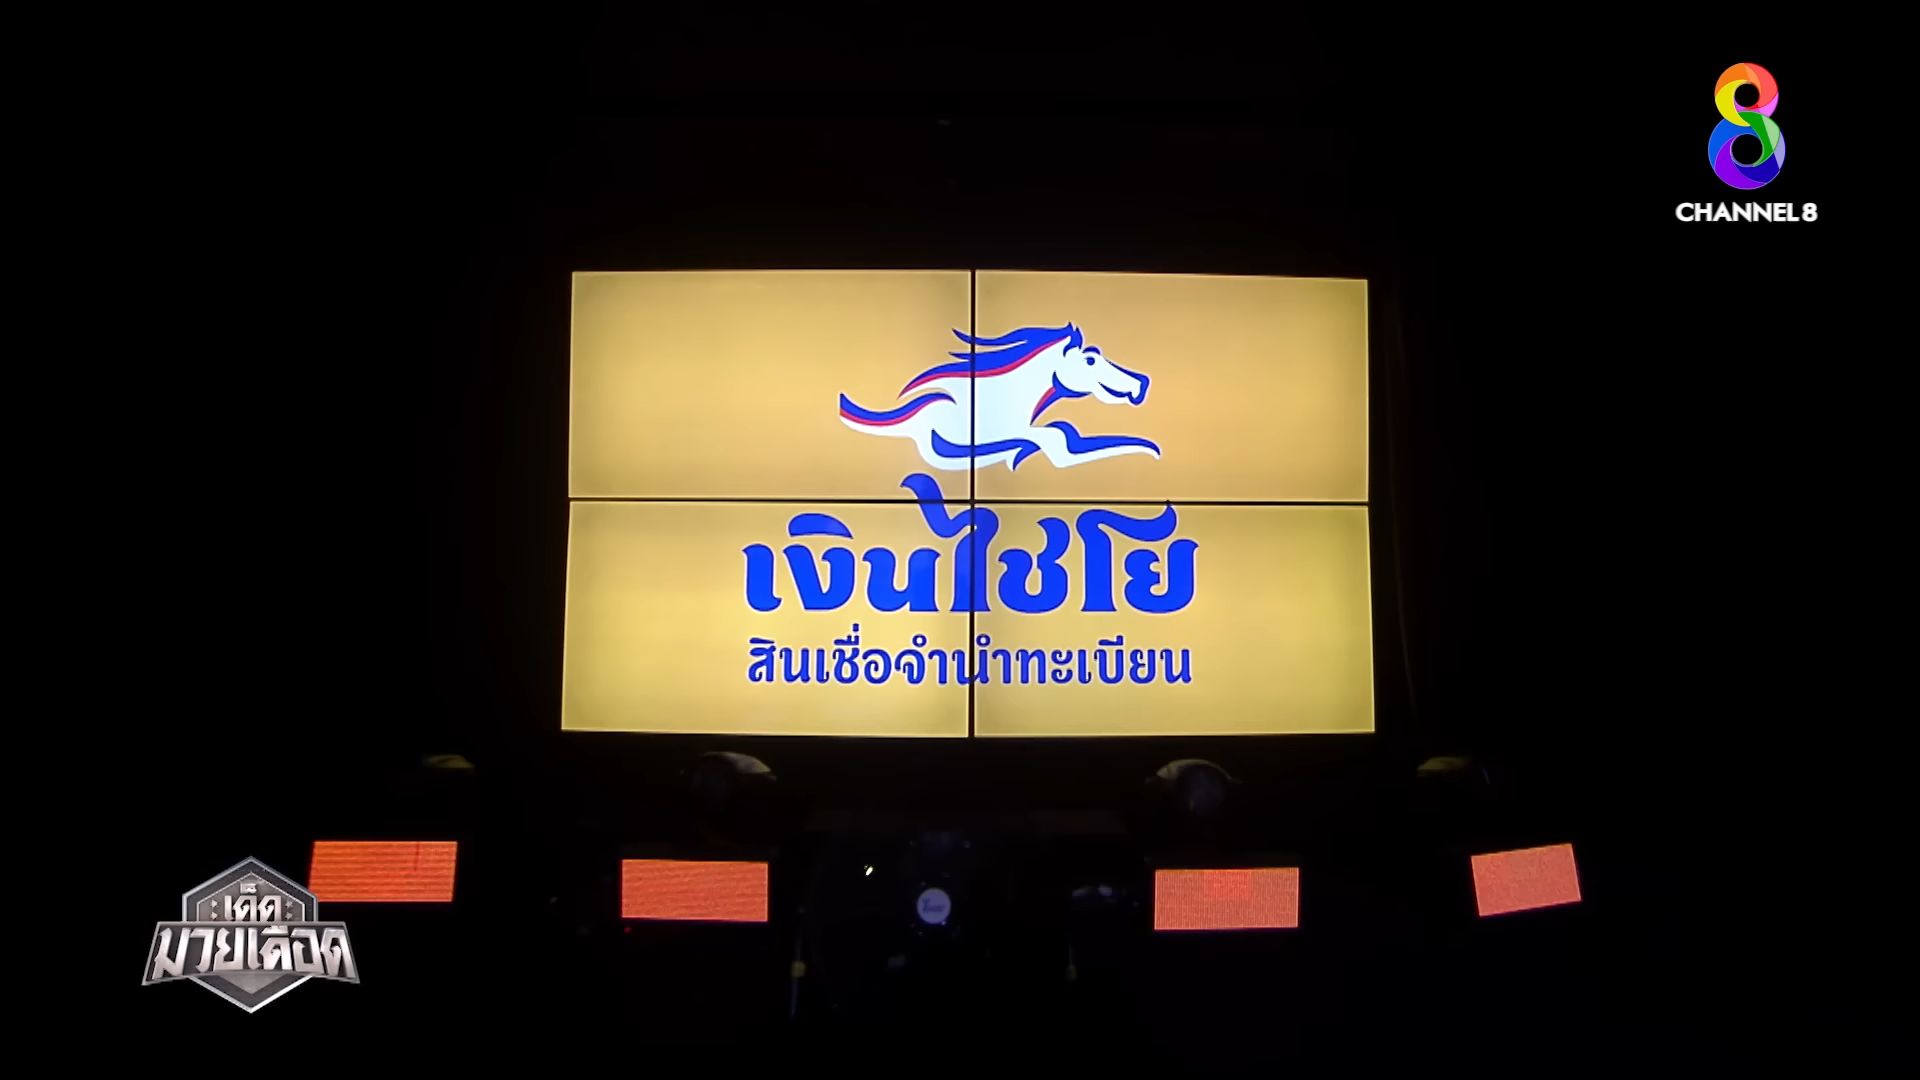 CHANNEL 8
เงินไชโย
สินเชื่อจำนำทะเบียน
เด็ด
มวยเดือด